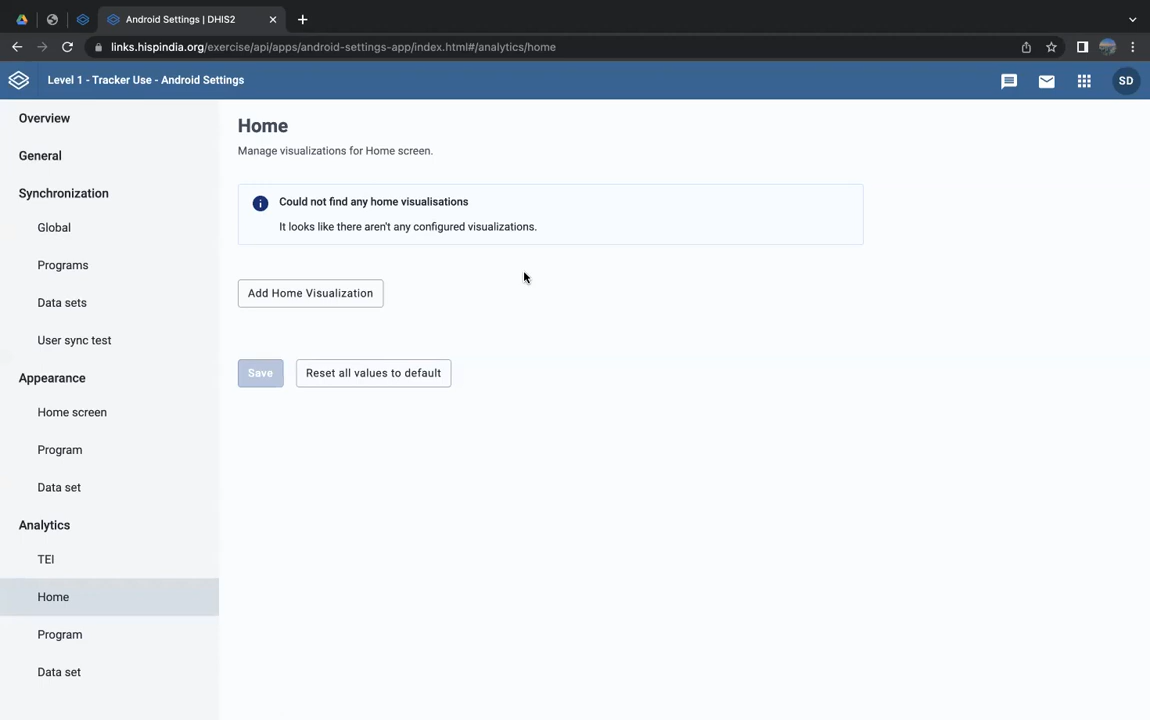 Android Settings | DHIS2
links.hispindia.org/exercise/api/apps/android-settings-app/index.html#/analytics/home
Level 1 - Tracker Use - Android Settings
SD
Overview
General
Synchronization
Global
Programs
Data sets
User sync test
Appearance
Home screen
Program
Data set
Analytics
TEI
Home
Program
Data set
Home
Manage visualizations for Home screen.
Could not find any home visualisations
It looks like there aren't any configured visualizations.
Add Home Visualization
Save Reset all values to default